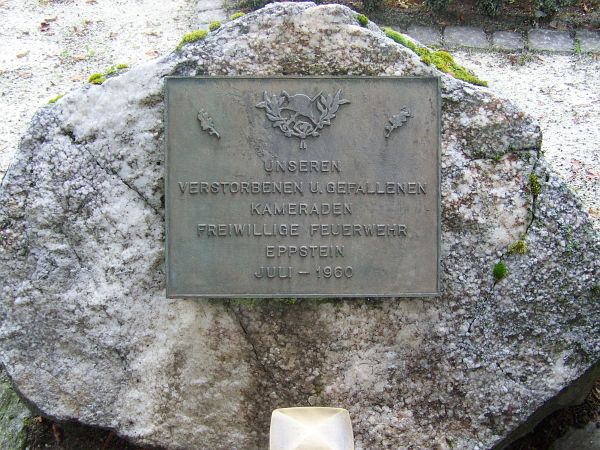 UNSEREN
VERSTORBENEN U. GEFALLENEN
KAMERADEN
FREIWILLIGE FEUERWEHR
EPPSTEIN
JULI – 1960